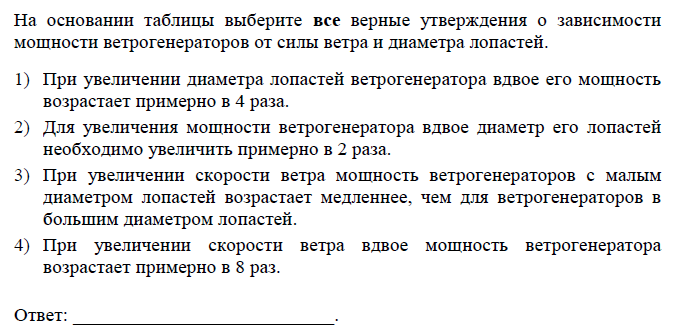 На основании таблицы выберите все верные утверждения о зависимости
мощности ветрогенераторов от силы ветра и диаметра лопастей.
1) При увеличении диаметра лопастей ветрогенератора вдвое его мощность
возрастает примерно в 4 раза.
2) Для увеличения мощности ветрогенератора вдвое диаметр его лопастей
необходимо увеличить примерно в 2 раза.
3) При увеличении скорости ветра мощность ветрогенераторов с малым
диаметром лопастей возрастает медленнее, чем для ветрогенераторов в
большим диаметром лопастей.
4) При увеличении скорости ветра вдвое мощность ветрогенератора
возрастает примерно в 8 раз.
Ответ: ____________________________.